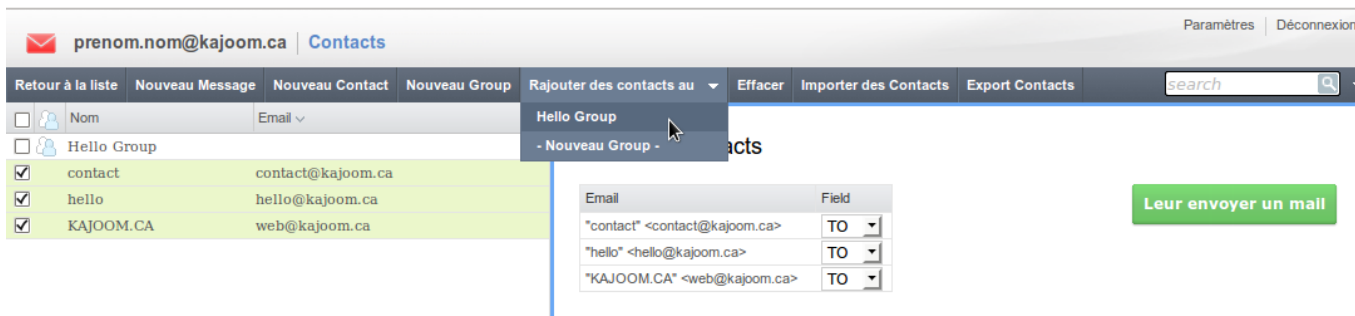 Paramètres Déconnexion
prenom.nom@kajoom.ca Contacts
Retour à la liste Nouveau Message Nouveau Contact Nouveau Group Rajouter des contacts au Effacer Importer des Contacts Export Contacts search
Nom Email Hello Group
Hello Group - Nouveau Group - acts
contact contact@kajoom.ca
hello hello@kajoom.ca Email Field Leur envoyer un mail
KAJOOM.CA web@kajoom.ca "contact" <contact@kajoom.ca> TO
"hello" <hello@kajoom.ca> TO
"KAJOOM.CA" <web@kajoom.ca> TO